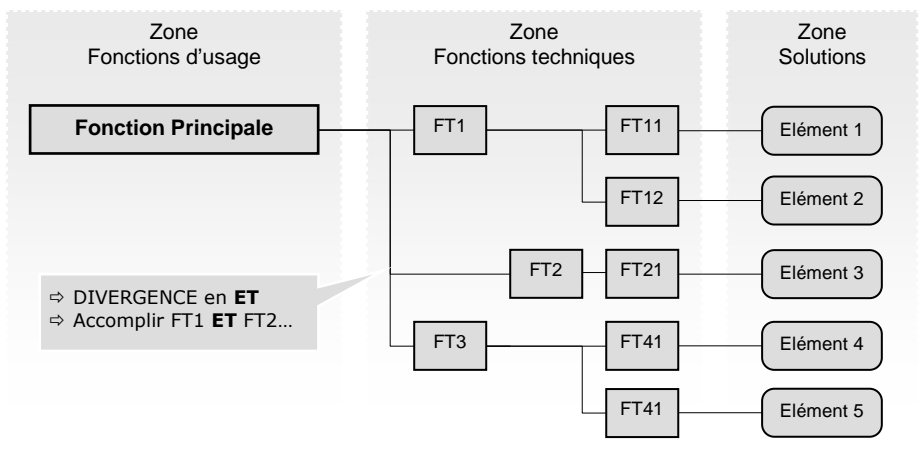 Zone
Fonctions d'usage
Zone
Fonctions techniques
Zone
Solutions
Fonction Principale
FT1
FT11
Elément 1
FT12
Elément 2
FT2
FT21
Elément 3
⇨ DIVERGENCE en ET
⇨ Accomplir FT1 ET FT2...
FT3
FT41
Elément 4
FT41
Elément 5